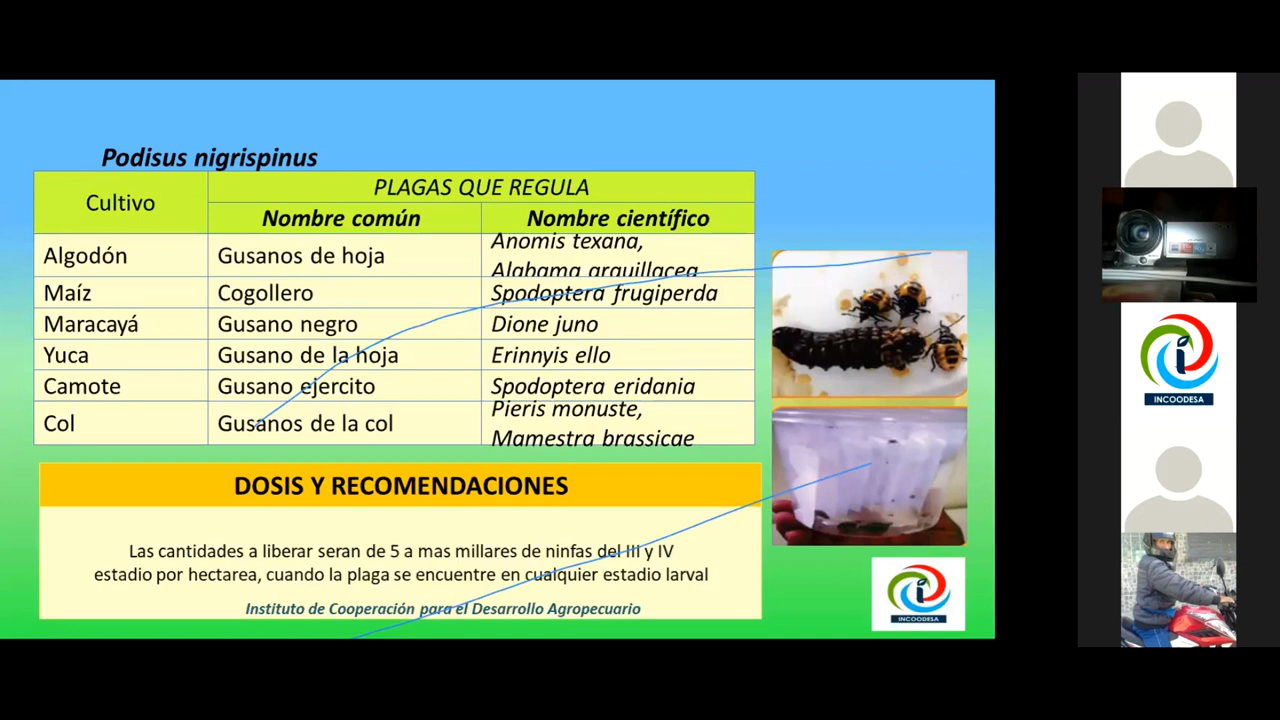 Podisus nigrispinus
Cultivo
PLAGAS QUE REGULA
Nombre común
Nombre científico
Algodón
Gusanos de hoja
Anomis texana,
Alabama arguillacea
Maíz
Cogollero
Spodoptera frugiperda
Maracayá
Gusano negro
Dione juno
Yuca
Gusano de la hoja
Erinnyis ello
Camote
Gusano ejercito
Spodoptera eridania
Col
Gusanos de la col
Pieris monuste,
Mamestra brassicae
DOSIS Y RECOMENDACIONES
Las cantidades a liberar seran de 5 a mas millares de ninfas del III y IV
estadio por hectarea, cuando la plaga se encuentre en cualquier estadio larval
Instituto de Cooperación para el Desarrollo Agropecuario
INCOODESA
INCOODESA